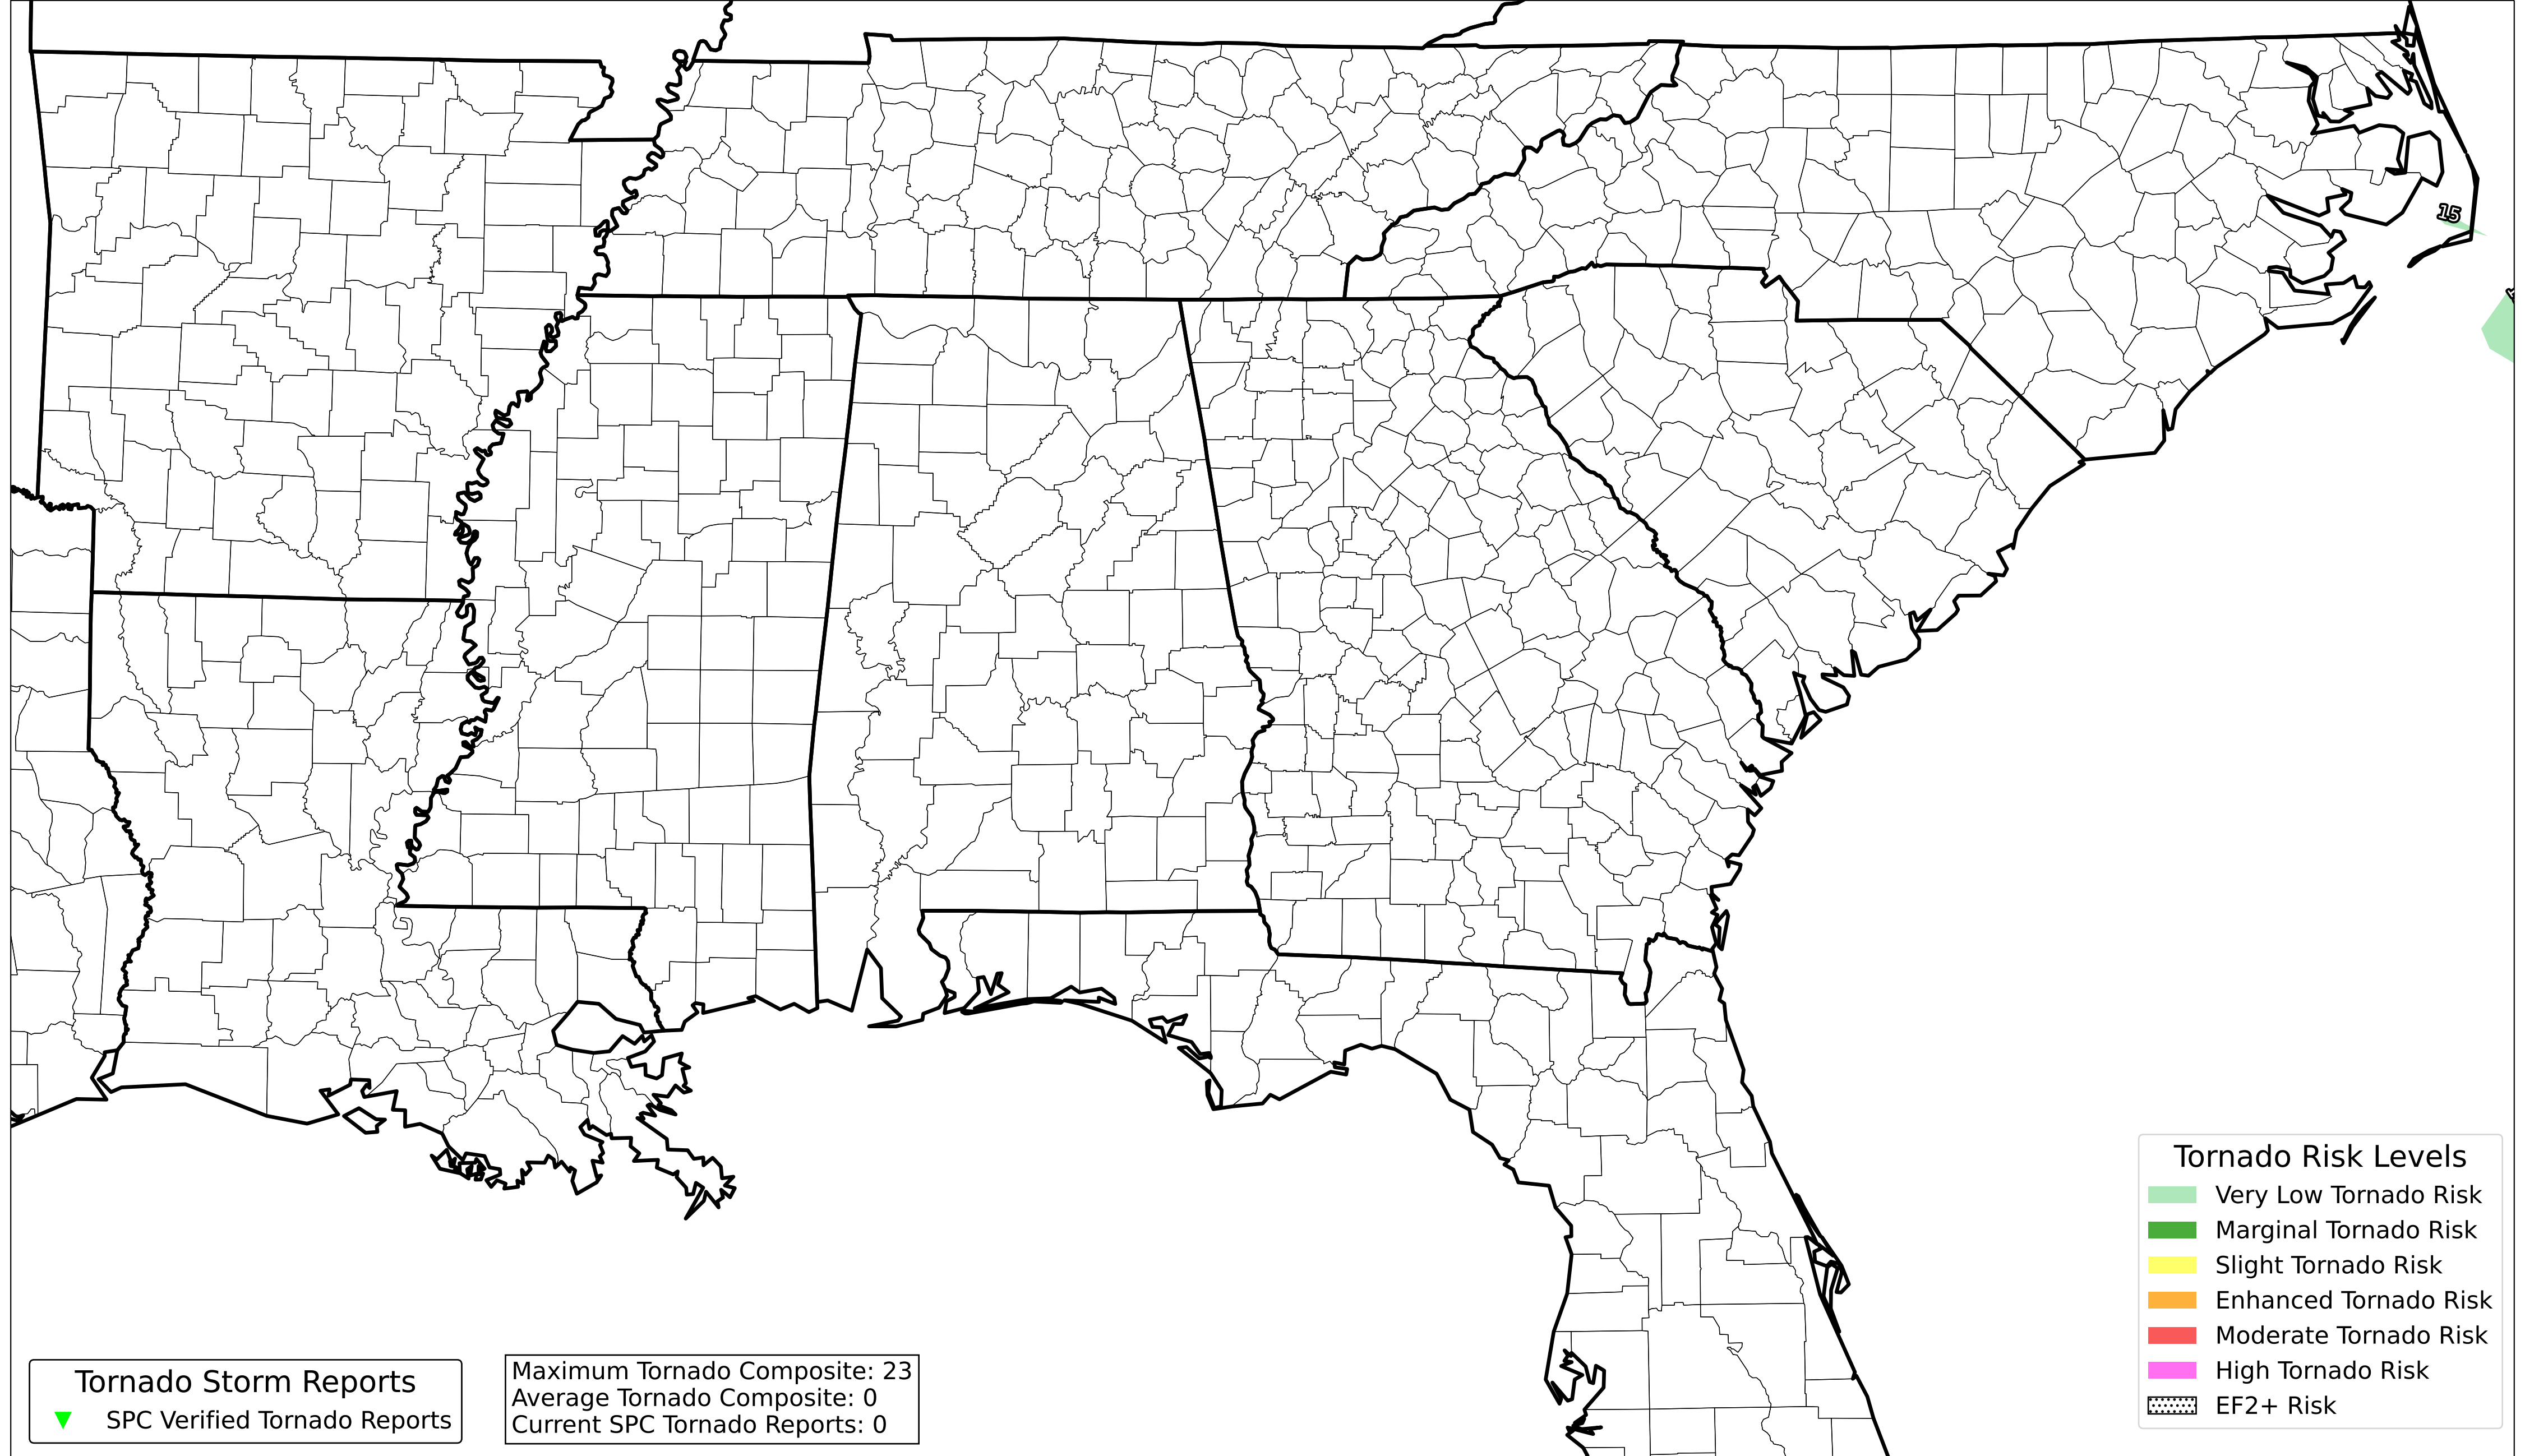 15
Tornado Risk Levels
Very Low Tornado Risk
Marginal Tornado Risk
Slight Tornado Risk
Enhanced Tornado Risk
Moderate Tornado Risk
High Tornado Risk
EF2+ Risk
Tornado Storm Reports
SPC Verified Tornado Reports
Maximum Tornado Composite: 23
Average Tornado Composite: 0
Current SPC Tornado Reports: 0